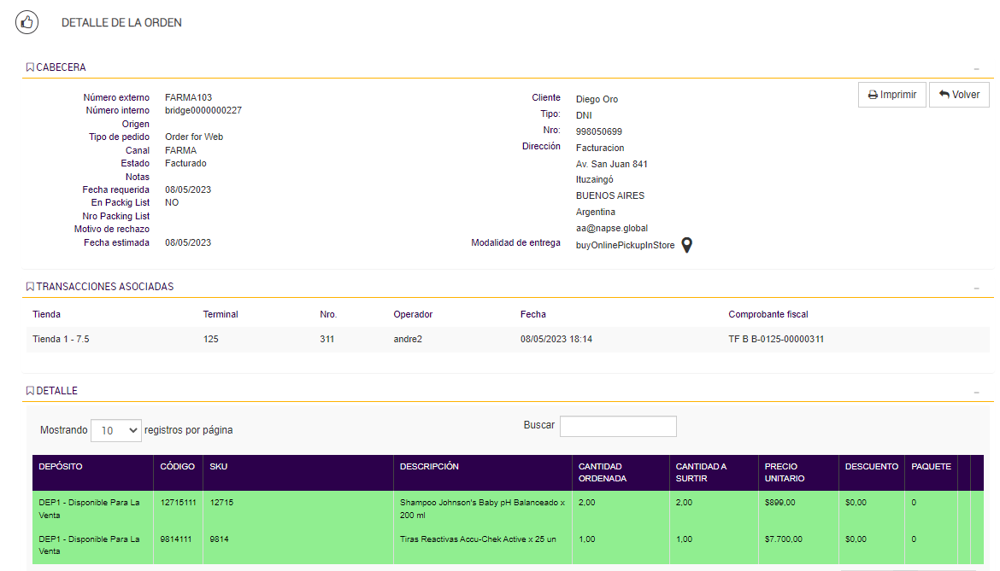 DETALLE DE LA ORDEN
CABECERA
Imprimir
Volver
Número externo FARMA103
Número interno bridge0000000227
Origen
Tipo de pedido Order for Web
Canal FARMA
Estado Facturado
Notas
Fecha requerida 08/05/2023
En Packig List NO
Nro Packing List
Motivo de rechazo
Fecha estimada 08/05/2023
Cliente Diego Oro
Tipo: DNI
Nro: 998050699
Dirección Facturacion
Av. San Juan 841
Ituzaingó
BUENOS AIRES
Argentina
aa@napse.global
Modalidad de entrega buyOnlinePickupInStore
TRANSACCIONES ASOCIADAS
Tienda Terminal Nro. Operador Fecha Comprobante fiscal
Tienda 1 - 7.5 125 311 andre2 08/05/2023 18:14 TF B B-0125-00000311
DETALLE
Mostrando 10 registros por página
Buscar
DEPÓSITO CÓDIGO SKU DESCRIPCIÓN CANTIDAD ORDENADA CANTIDAD A SURTIR PRECIO UNITARIO DESCUENTO PAQUETE
DEP1 - Disponible Para La Venta 12715111 12715 Shampoo Johnson's Baby pH Balanceado x 200 ml 2,00 2,00 $899,00 $0,00 0
DEP1 - Disponible Para La Venta 9814111 9814 Tiras Reactivas Accu-Chek Active x 25 un 1,00 1,00 $7.700,00 $0,00 0